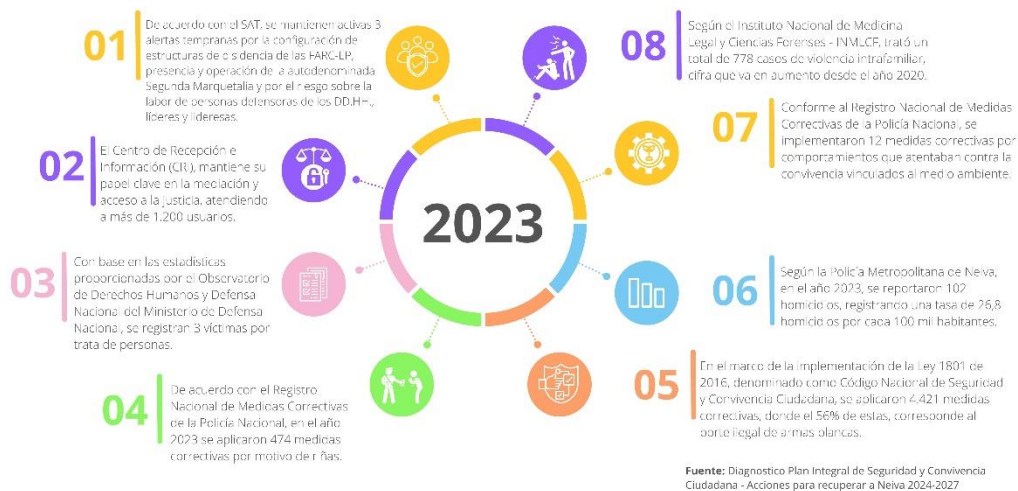 01
De acuerdo con el SAT, se mantienen activas 3
alertas tempranas por la configuración de
estructuras de disidencia de las FARC-EP,
presencia y operación de la autodenominada
Segunda Marquetalia y por el riesgo sobre la
labor de personas defensoras de los DD.HH.,
líderes y lideresas.
02
El Centro de Recepción e
Información (CRI), mantiene su
papel clave en la mediación y
acceso a la justicia, atendiendo
a más de 1.200 usuarios.
03
Con base en las estadísticas
proporcionadas por el Observatorio
de Derechos Humanos y Defensa
Nacional del Ministerio de Defensa
Nacional, se registran 3 víctimas por
trata de personas.
04
De acuerdo con el Registro
Nacional de Medidas Correctivas
de la Policía Nacional, en el año
2023 se aplicaron 474 medidas
correctivas por motivo de riñas.
2023
08
Según el Instituto Nacional de Medicina
Legal y Ciencias Forenses - INMLCF, trató un
total de 778 casos de violencia intrafamiliar,
cifra que va en aumento desde el año 2020.
07
Conforme al Registro Nacional de Medidas
Correctivas de la Policía Nacional, se
implementaron 12 medidas correctivas por
comportamientos que atentaban contra la
convivencia vinculados al medio ambiente.
06
Según la Policía Metropolitana de Neiva,
en el año 2023, se reportaron 102
homicidios, registrando una tasa de 26,8
homicidios por cada 100 mil habitantes.
05
En el marco de la implementación de la Ley 1801 de
2016, denominado como Código Nacional de Seguridad
y Convivencia Ciudadana, se aplicaron 4.421 medidas
correctivas, donde el 56% de estas, corresponde al
porte ilegal de armas blancas.
Fuente: Diagnostico Plan Integral de Seguridad y Convivencia
Ciudadana - Acciones para recuperar a Neiva 2024-2027